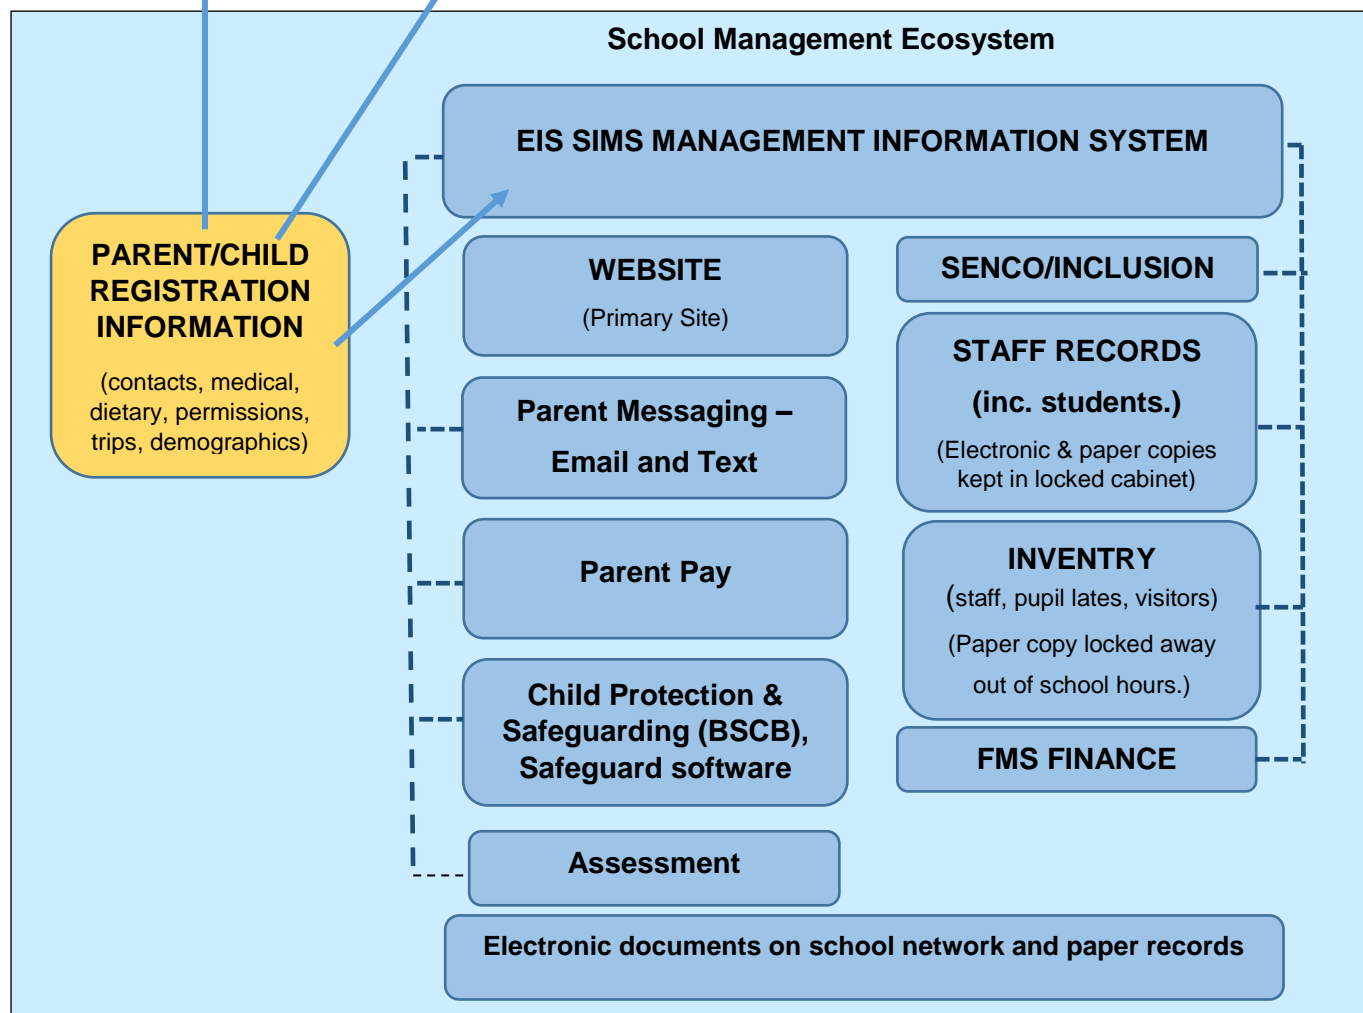 School Management Ecosystem
EIS SIMS MANAGEMENT INFORMATION SYSTEM
PARENT/CHILD
REGISTRATION
INFORMATION
(contacts, medical,
dietary, permissions,
trips, demographics)
WEBSITE
(Primary Site)
Parent Messaging –
Email and Text
Parent Pay
Child Protection &
Safeguarding (BSCB),
Safeguard software
Assessment
SENCO/INCLUSION
STAFF RECORDS
(inc. students.)
(Electronic & paper copies
kept in locked cabinet)
INVENTRY
(staff, pupil lates, visitors)
(Paper copy locked away
out of school hours.)
FMS FINANCE
Electronic documents on school network and paper records